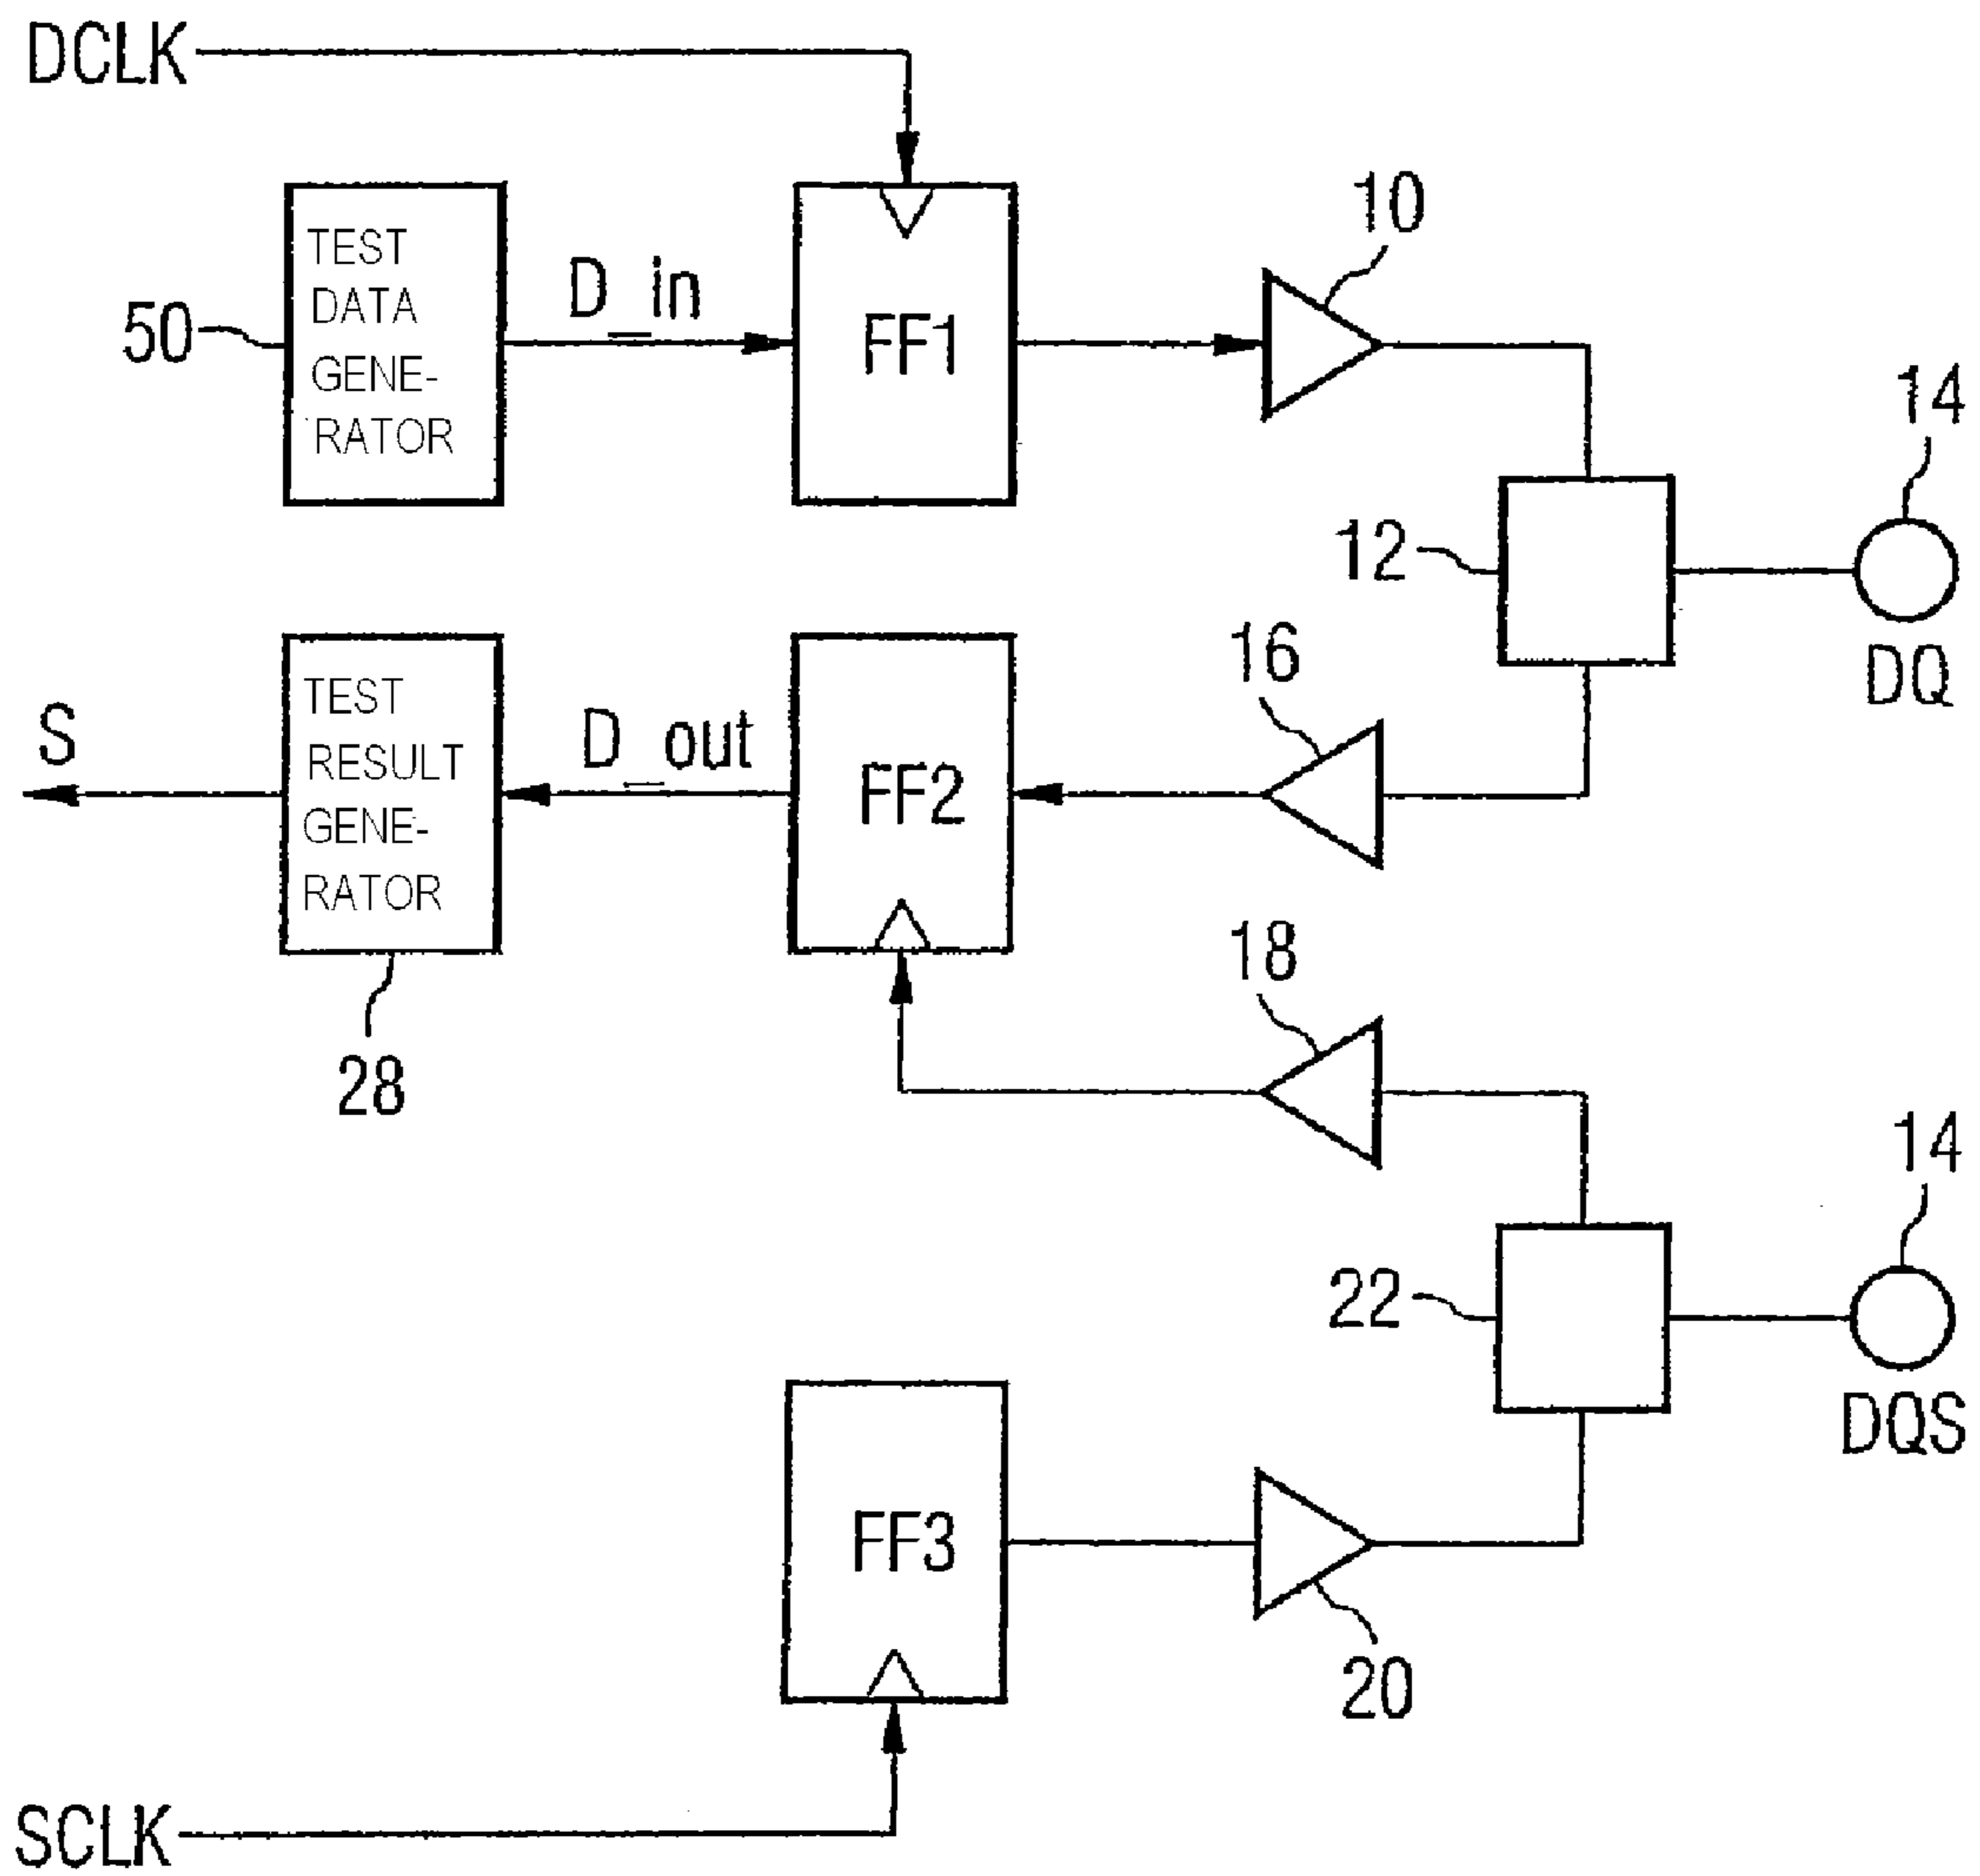 DCLK
10
TEST
DATA
GENE-
RATOR
50
D_in
FF1
14
12
DQ
16
TEST
RESULT
GENE-
RATOR
S
D_out
FF2
18
28
14
22
DQS
FF3
20
SCLK